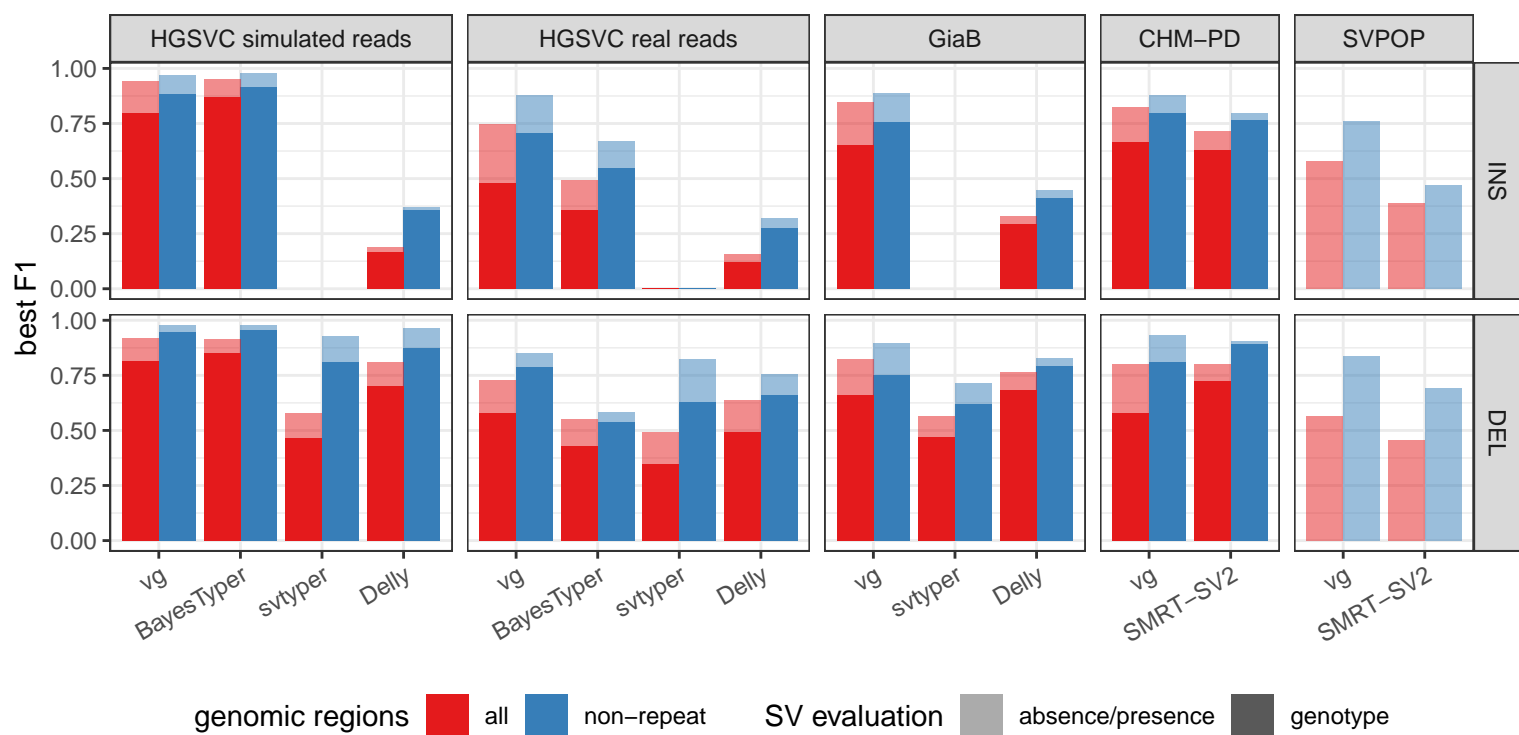 HGSVC simulated reads HGSVC real reads GiaB CHM−PD SVPOP
best F1
1.00
0.75
0.50
0.25
0.00
INS
1.00
0.75
0.50
0.25
0.00
DEL
vg BayesTyper svtyper Delly vg BayesTyper svtyper Delly vg svtyper Delly vg SMRT−SV2 vg SMRT−SV2
genomic regions all non−repeat SV evaluation absence/presence genotype